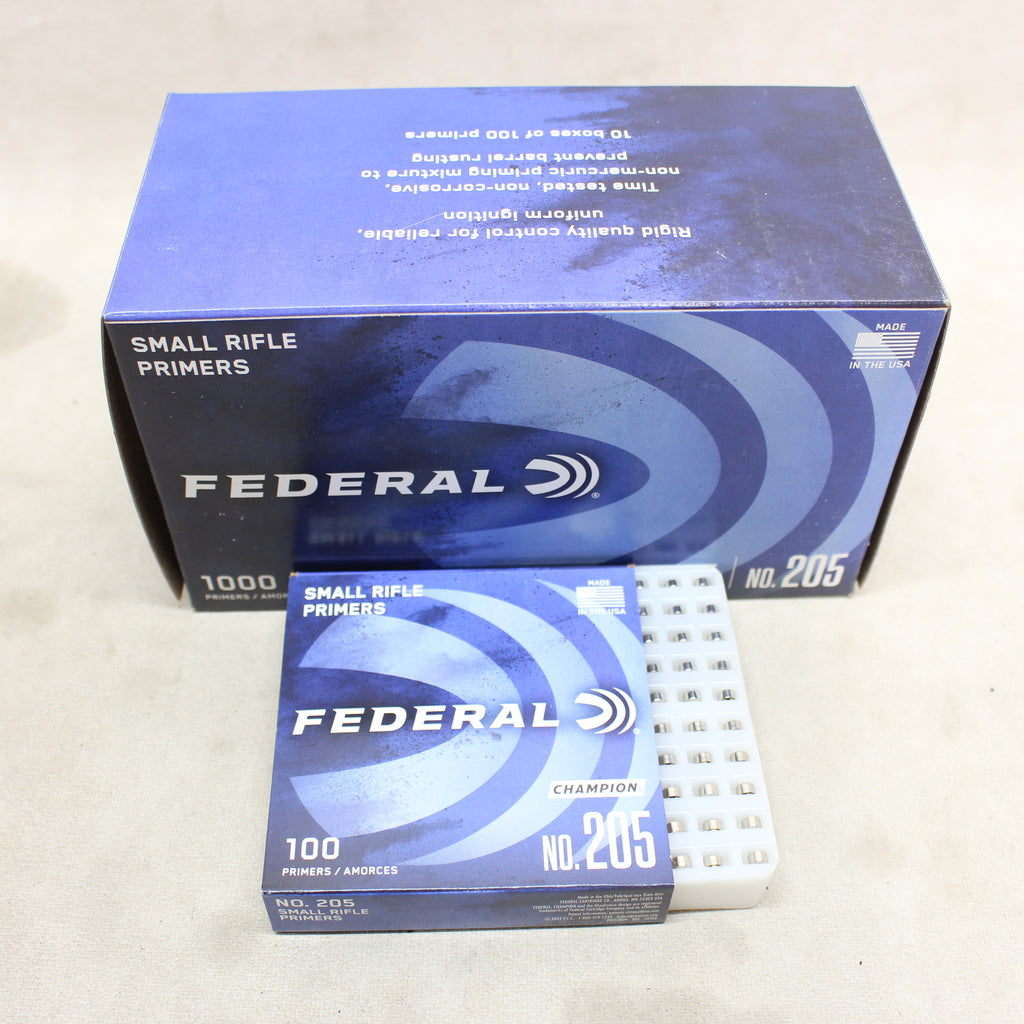 10 boxes of 100 primers
Time tested, non-corrosive,
non-mercuric priming mixture to
prevent barrel rusting
Rigid quality control for reliable,
uniform ignition
SMALL RIFLE
PRIMERS
MADE
IN THE USA
FEDERAL
®
1000
PRIMERS / AMOR
NO. 205
SMALL RIFLE
PRIMERS
MADE
IN THE USA
FEDERAL
CHAMPION
100
PRIMERS / AMORCES
NO. 205
NO. 205
SMALL RIFLE
PRIMERS